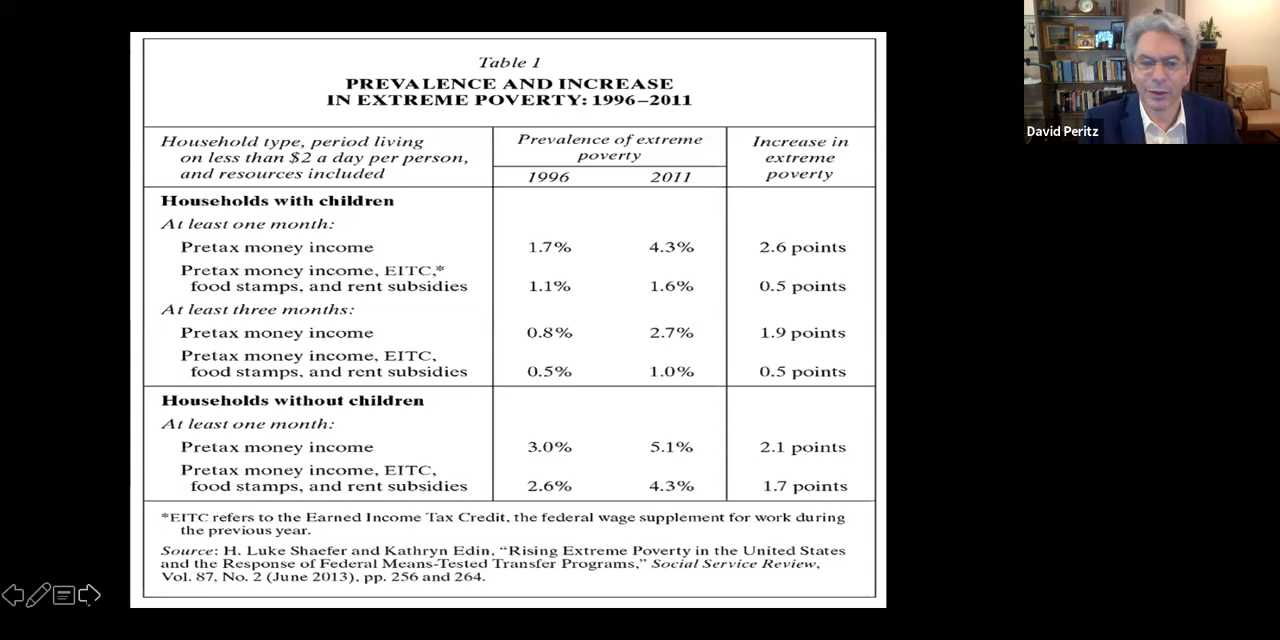 Table 1
PREVALENCE AND INCREASE
IN EXTREME POVERTY: 1996–2011
Household type, period living
on less than $2 a day per person,
and resources included
Prevalence of extreme
poverty
1996 2011
Increase in
extreme
poverty
Households with children
At least one month:
Pretax money income 1.7% 4.3% 2.6 points
Pretax money income, EITC,*
food stamps, and rent subsidies 1.1% 1.6% 0.5 points
At least three months:
Pretax money income 0.8% 2.7% 1.9 points
Pretax money income, EITC,
food stamps, and rent subsidies 0.5% 1.0% 0.5 points
Households without children
At least one month:
Pretax money income 3.0% 5.1% 2.1 points
Pretax money income, EITC,
food stamps, and rent subsidies 2.6% 4.3% 1.7 points
*EITC refers to the Earned Income Tax Credit, the federal wage supplement for work during
the previous year.
Source: H. Luke Shaefer and Kathryn Edin, “Rising Extreme Poverty in the United States
and the Response of Federal Means-Tested Transfer Programs,” Social Service Review,
Vol. 87, No. 2 (June 2013), pp. 256 and 264.
David Peritz